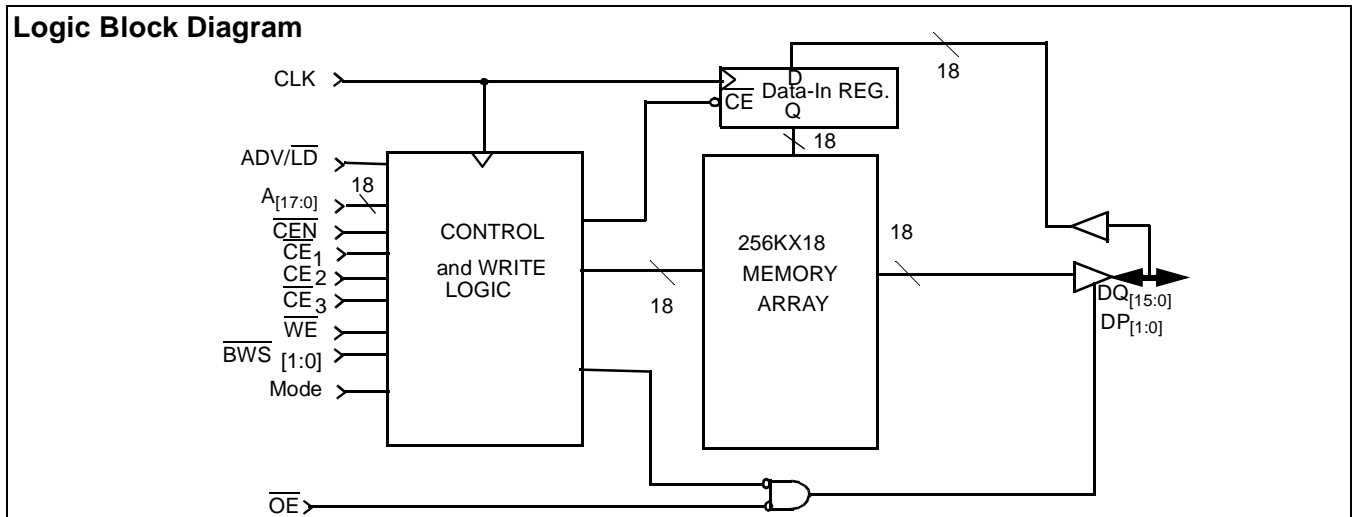 Logic Block Diagram
CLK
D
CE Data-In REG.
Q
18
18
ADV/LD
A[17:0]
18
CEN
CE1
CE2
CE3
WE
BWS [1:0]
Mode
CONTROL
and WRITE
LOGIC
18
256KX18
MEMORY
ARRAY
18
DQ[15:0]
DP[1:0]
OE